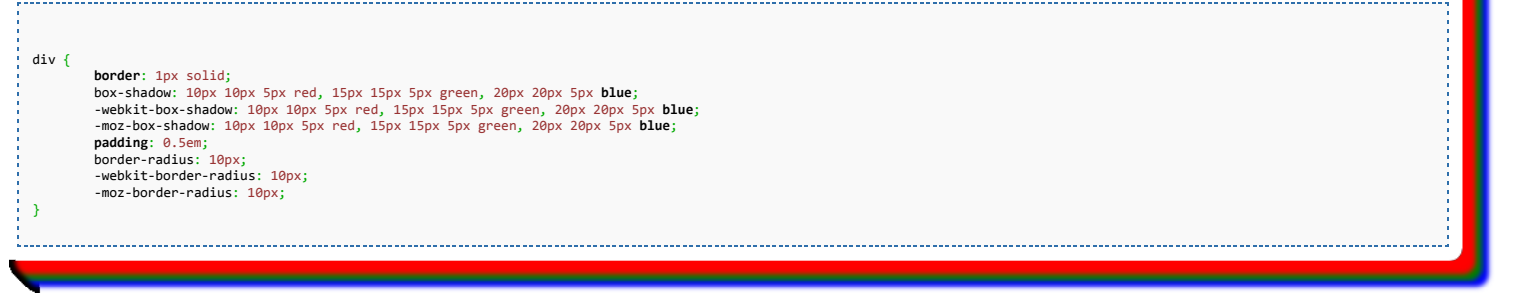 div {
border: 1px solid;
box-shadow: 10px 10px 5px red, 15px 15px 5px green, 20px 20px 5px blue;
-webkit-box-shadow: 10px 10px 5px red, 15px 15px 5px green, 20px 20px 5px blue;
-moz-box-shadow: 10px 10px 5px red, 15px 15px 5px green, 20px 20px 5px blue;
padding: 0.5em;
border-radius: 10px;
-webkit-border-radius: 10px;
-moz-border-radius: 10px;
}